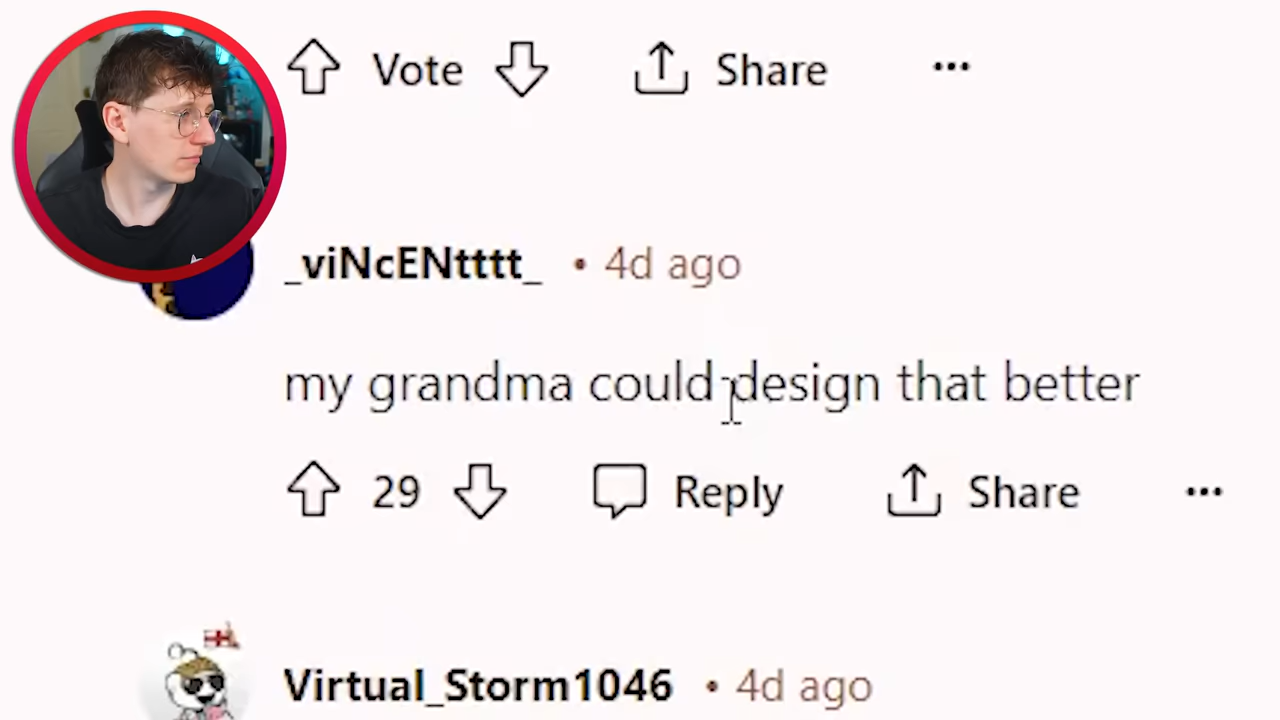 Vote Share ···
_viNcENtttt_ • 4d ago
my grandma could design that better
29 Reply Share ···
Virtual_Storm1046 • 4d ago